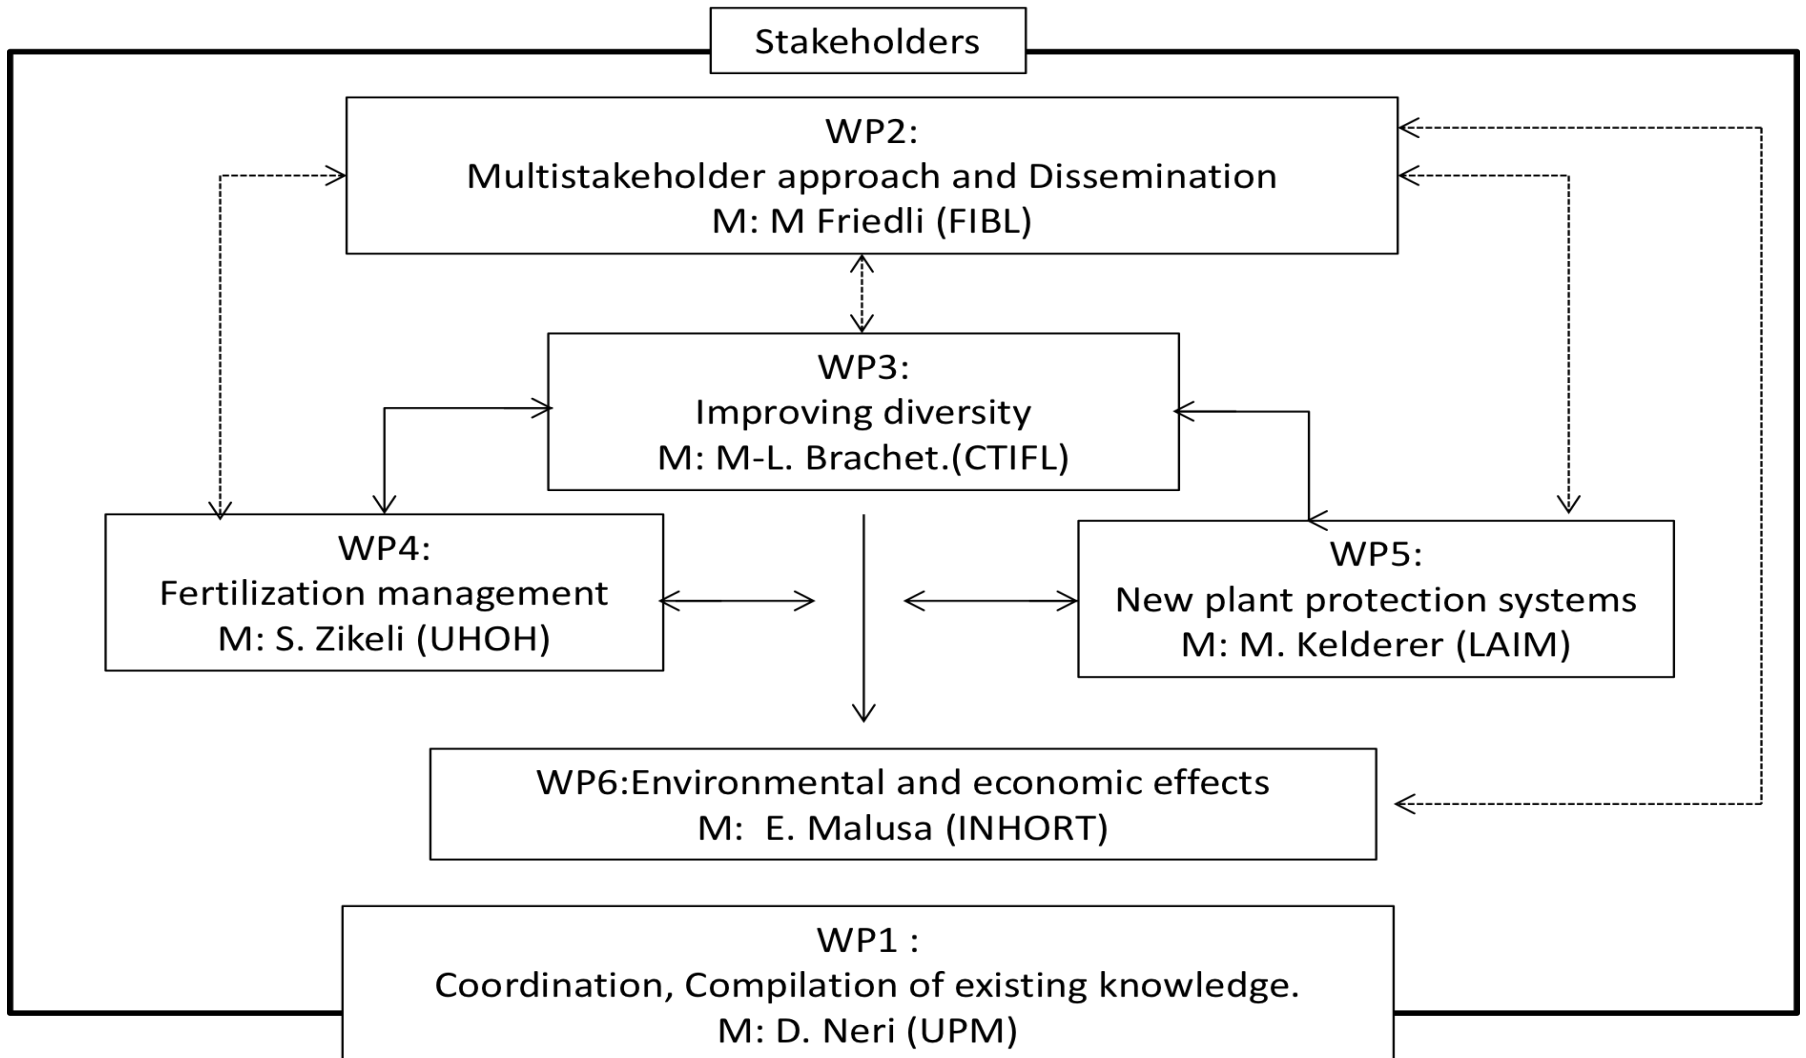 Stakeholders
WP2:
Multistakeholder approach and Dissemination
M: M Friedli (FIBL)
WP3:
Improving diversity
M: M-L. Brachet.(CTIFL)
WP4:
Fertilization management
M: S. Zikeli (UHOH)
WP5:
New plant protection systems
M: M. Kelderer (LAIM)
WP6:Environmental and economic effects
M:  E. Malusa (INHORT)
WP1 :
Coordination, Compilation of existing knowledge.
M: D. Neri (UPM)